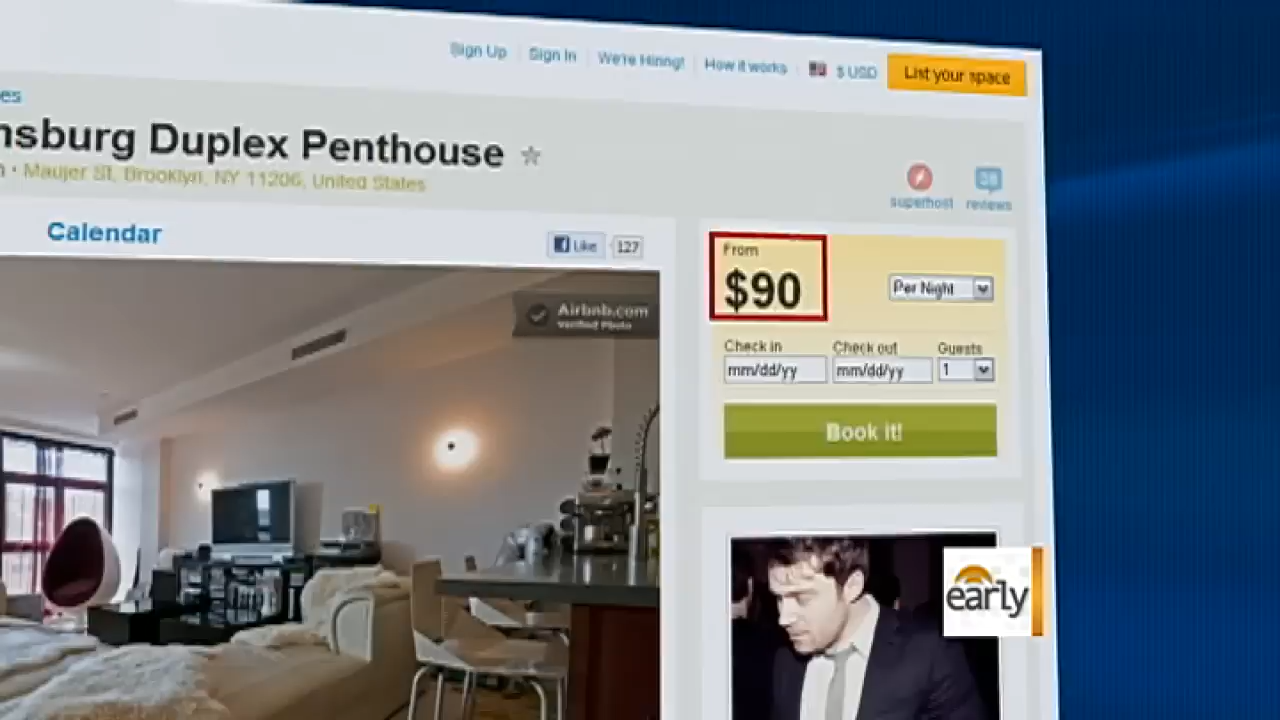 Sign Up Sign In We're Hiring! How it works $ USD List your space
es
nsburg Duplex Penthouse
Maujer St, Brooklyn, NY 11206, United States
superhost reviews
Calendar
Like 127
From
$90
Per Night
Airbnb.com
Verified Photo
Check in Check out Guests
mm/dd/yy mm/dd/yy 1
Book it!
early